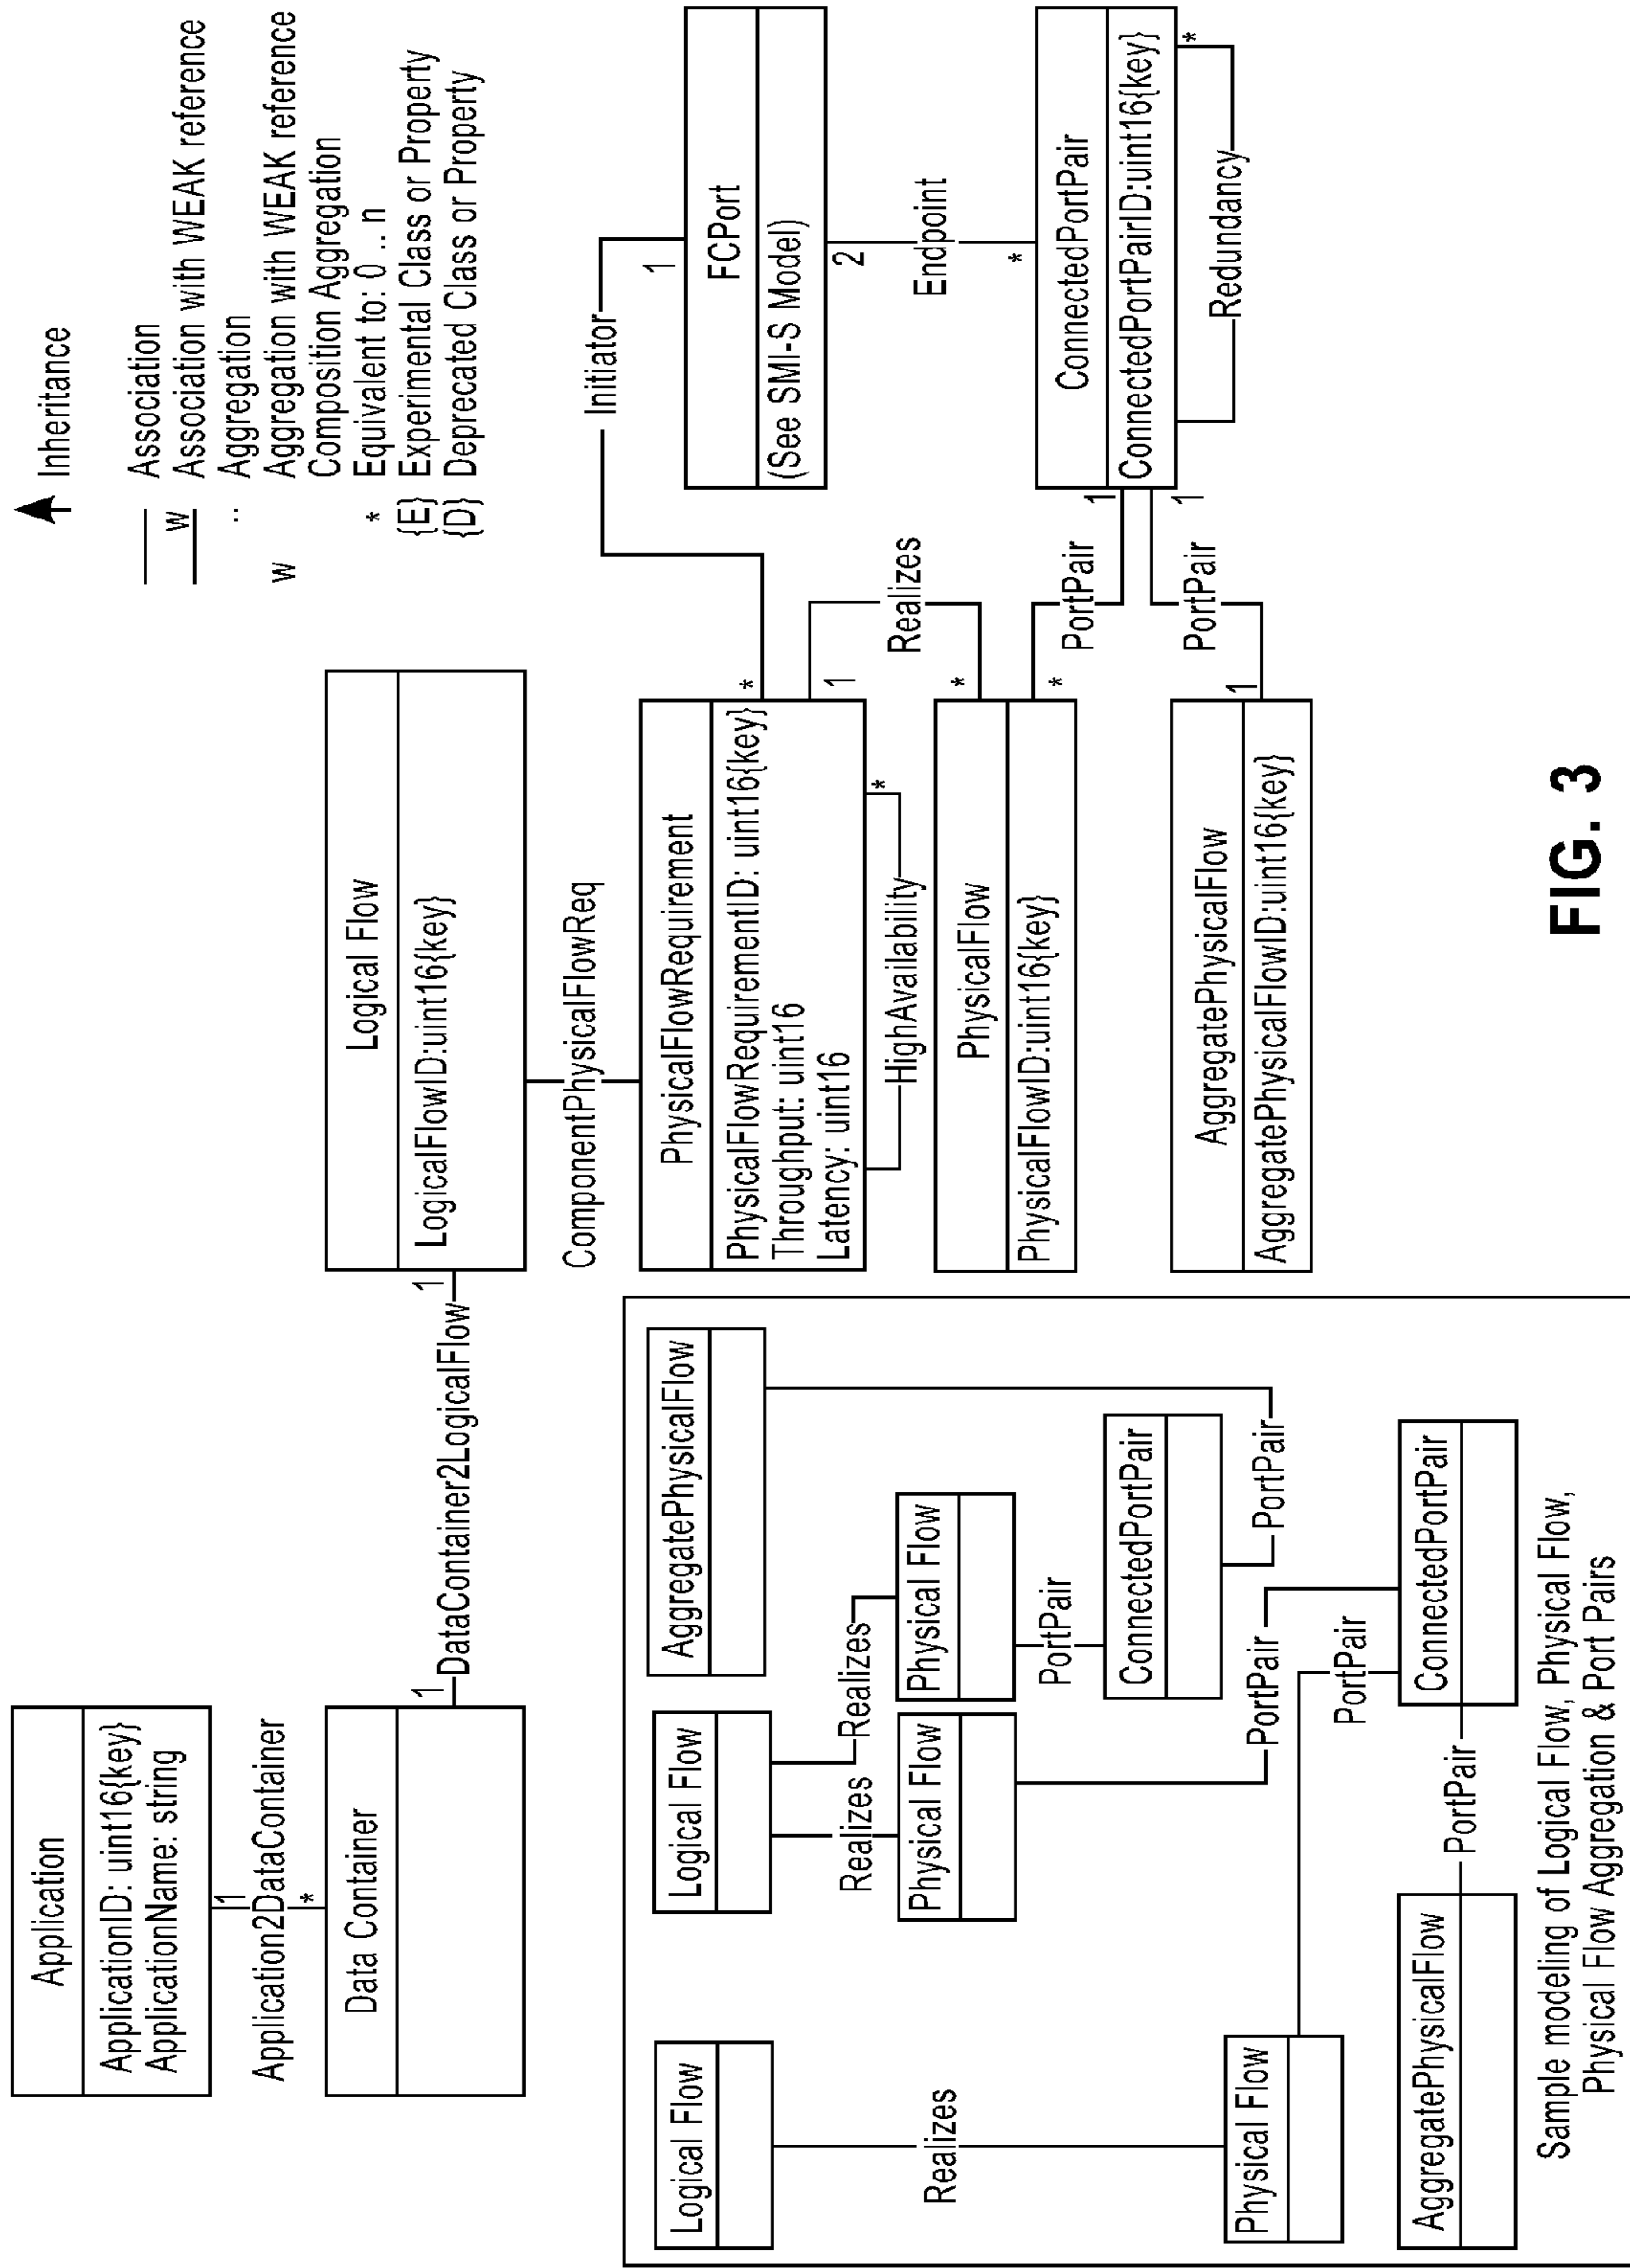 Application
ApplicationID: uint16{key}
ApplicationName: string
1
Application2DataContainer
*
Data Container
1
DataContainer2LogicalFlow
1
Logical Flow
LogicalFlowID:uint16{key}
ComponentPhysicalFlowReq
PhysicalFlowRequirement
PhysicalFlowRequirementID: uint16{key}
Throughput: uint16
Latency: uint16
*
1
*
HighAvailability
Realizes
Initiator
PhysicalFlow
PhysicalFlowID:uint16{key}
*
*
PortPair
1
AggregatePhysicalFlow
AggregatePhysicalFlowID:uint16{key}
1
PortPair
1
1
FCPort
(See SMI-S Model)
2
Endpoint
*
ConnectedPortPair
ConnectedPortPairID:uint16{key}
*
Redundancy
Inheritance
Association
w Association with WEAK reference
.. Aggregation
w Aggregation with WEAK reference
Composition Aggregation
* Equivalent to: 0 .. n
{E} Experimental Class or Property
{D} Deprecated Class or Property
Logical Flow
Logical Flow
AggregatePhysicalFlow
Realizes
Realizes
Realizes
Physical Flow
Physical Flow
PortPair
ConnectedPortPair
PortPair
Physical Flow
PortPair
PortPair
AggregatePhysicalFlow
PortPair
ConnectedPortPair
Sample modeling of Logical Flow, Physical Flow,
Physical Flow Aggregation & Port Pairs
FIG. 3